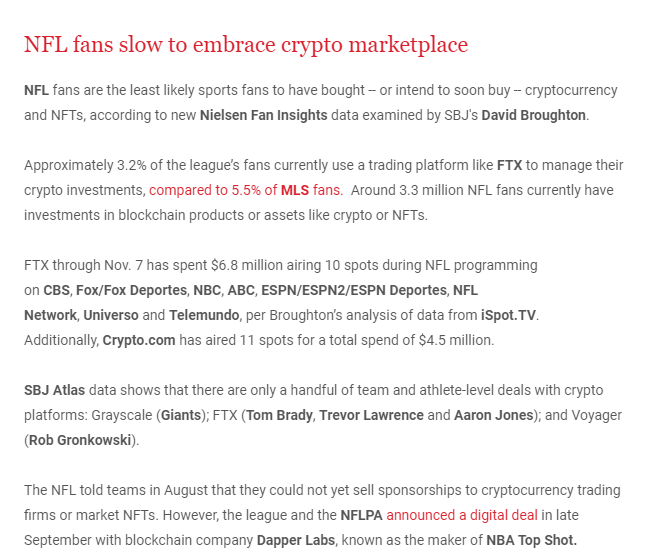 NFL fans slow to embrace crypto marketplace
NFL fans are the least likely sports fans to have bought -- or intend to soon buy -- cryptocurrency
and NFTs, according to new Nielsen Fan Insights data examined by SBJ's David Broughton.
Approximately 3.2% of the league’s fans currently use a trading platform like FTX to manage their
crypto investments, compared to 5.5% of MLS fans.  Around 3.3 million NFL fans currently have
investments in blockchain products or assets like crypto or NFTs.
FTX through Nov. 7 has spent $6.8 million airing 10 spots during NFL programming
on CBS, Fox/Fox Deportes, NBC, ABC, ESPN/ESPN2/ESPN Deportes, NFL
Network, Universo and Telemundo, per Broughton’s analysis of data from iSpot.TV.
Additionally, Crypto.com has aired 11 spots for a total spend of $4.5 million.
SBJ Atlas data shows that there are only a handful of team and athlete-level deals with crypto
platforms: Grayscale (Giants); FTX (Tom Brady, Trevor Lawrence and Aaron Jones); and Voyager
(Rob Gronkowski).
The NFL told teams in August that they could not yet sell sponsorships to cryptocurrency trading
firms or market NFTs. However, the league and the NFLPA announced a digital deal in late
September with blockchain company Dapper Labs, known as the maker of NBA Top Shot.